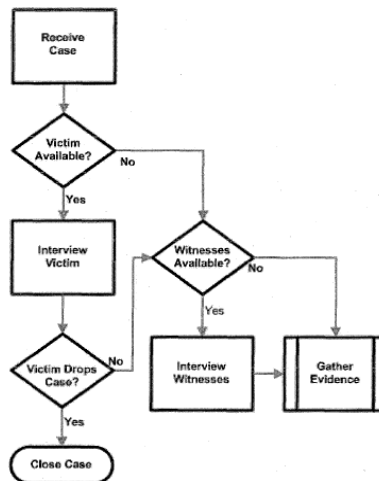 Receive
Case
Victim
Available?
No
Yes
Interview
Victim
Witnesses
Available?
No
Yes
Victim Drops
Case?
No
Interview
Witnesses
Gather
Evidence
Yes
Close Case